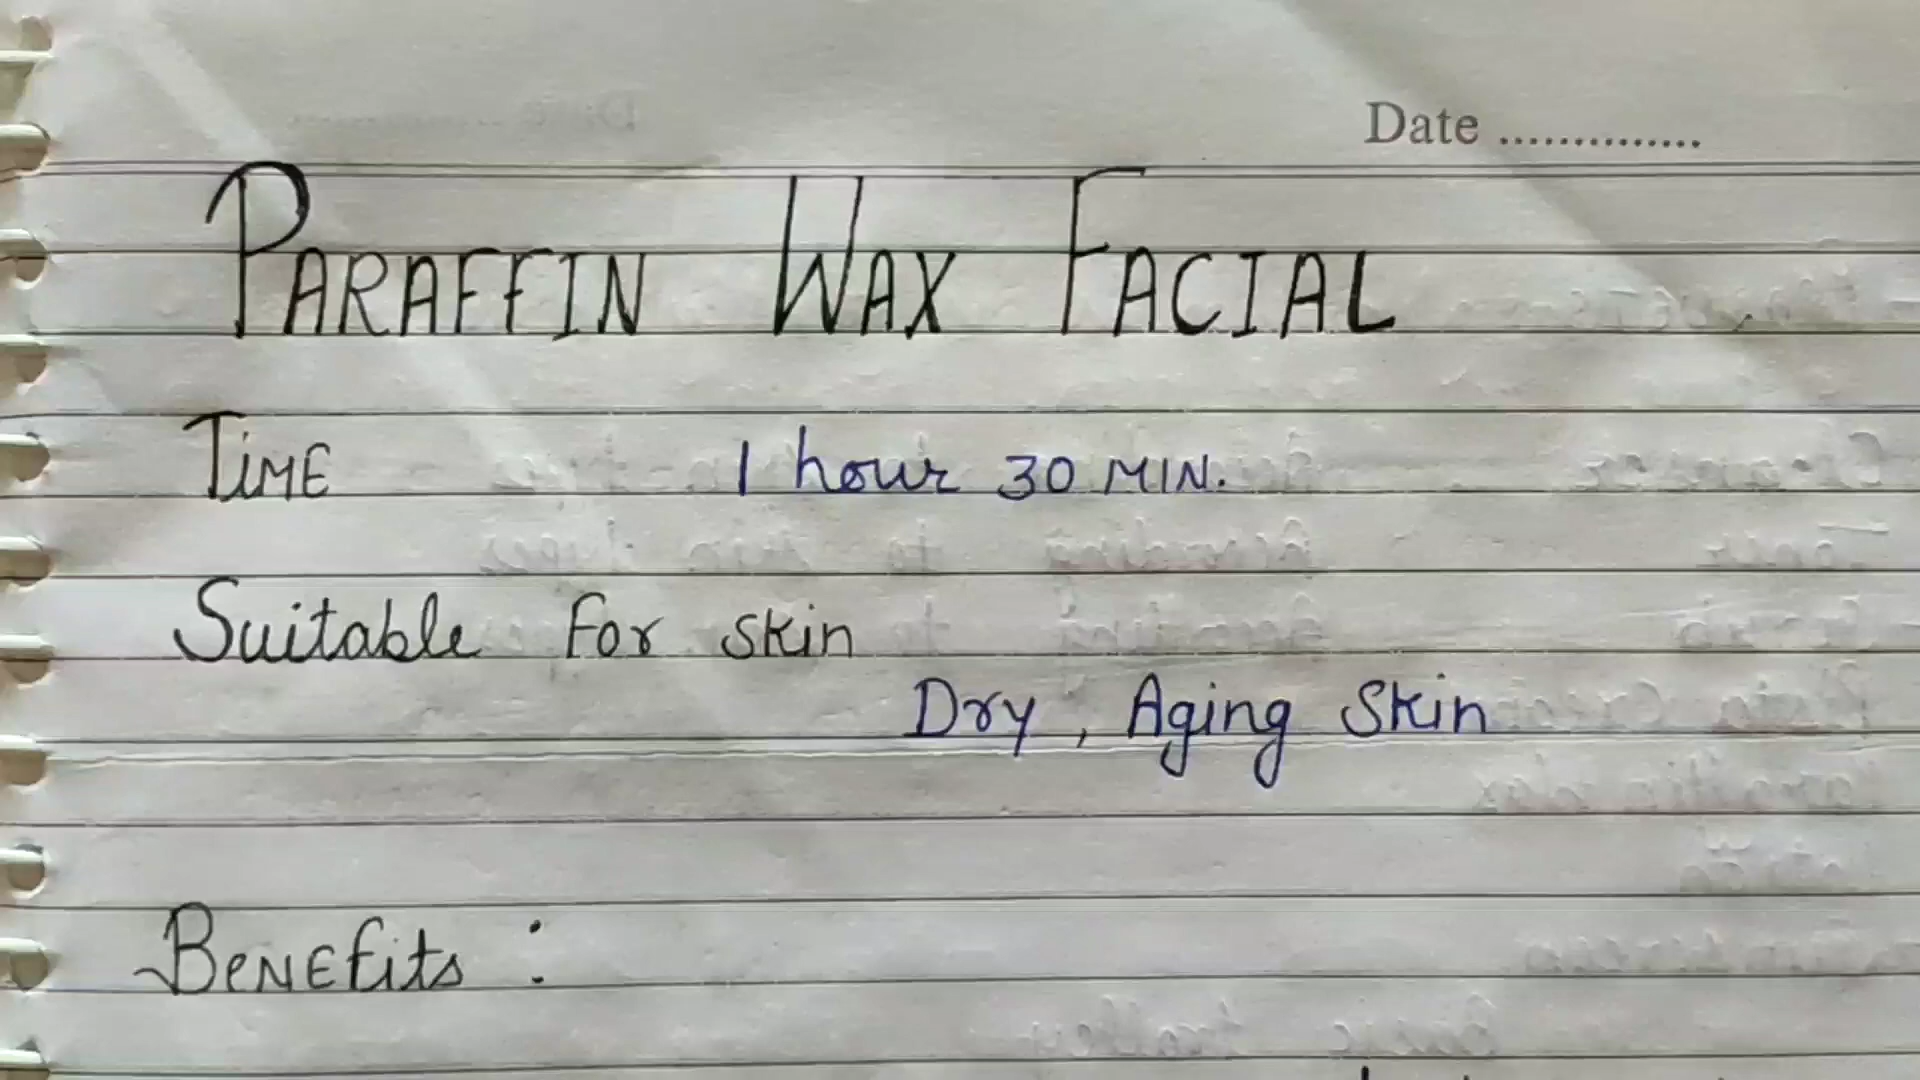 Date ..............
PARAFFIN WAX FACIAL
TIME 1 hour 30 MIN.
Suitable For skin
Dry, Aging Skin
BENEfits :